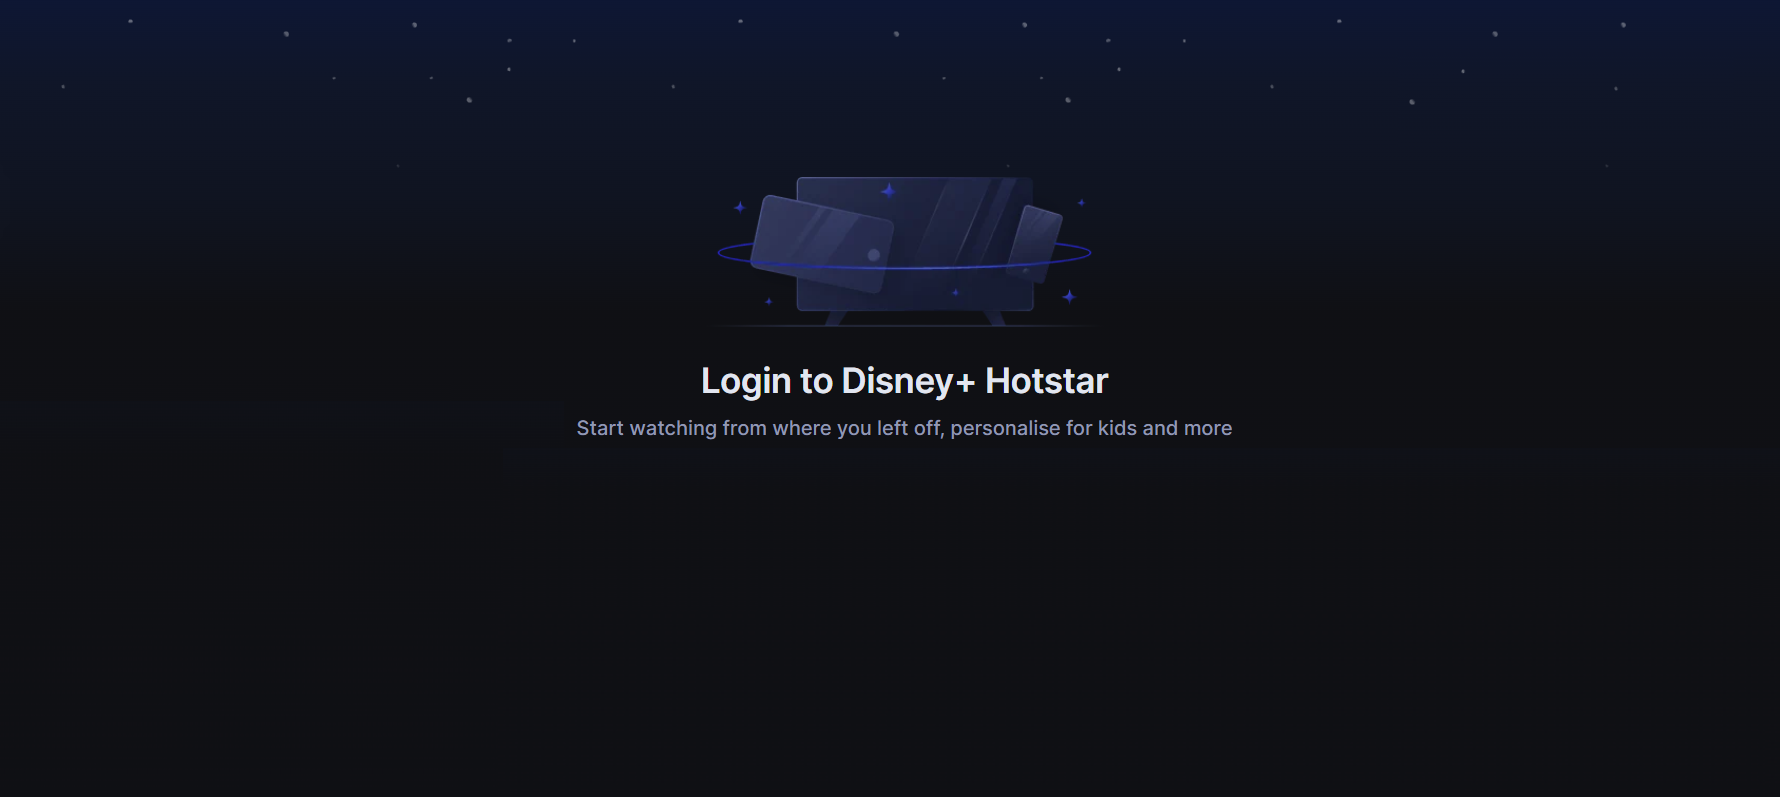 Login to Disney+ Hotstar
Start watching from where you left off, personalise for kids and more